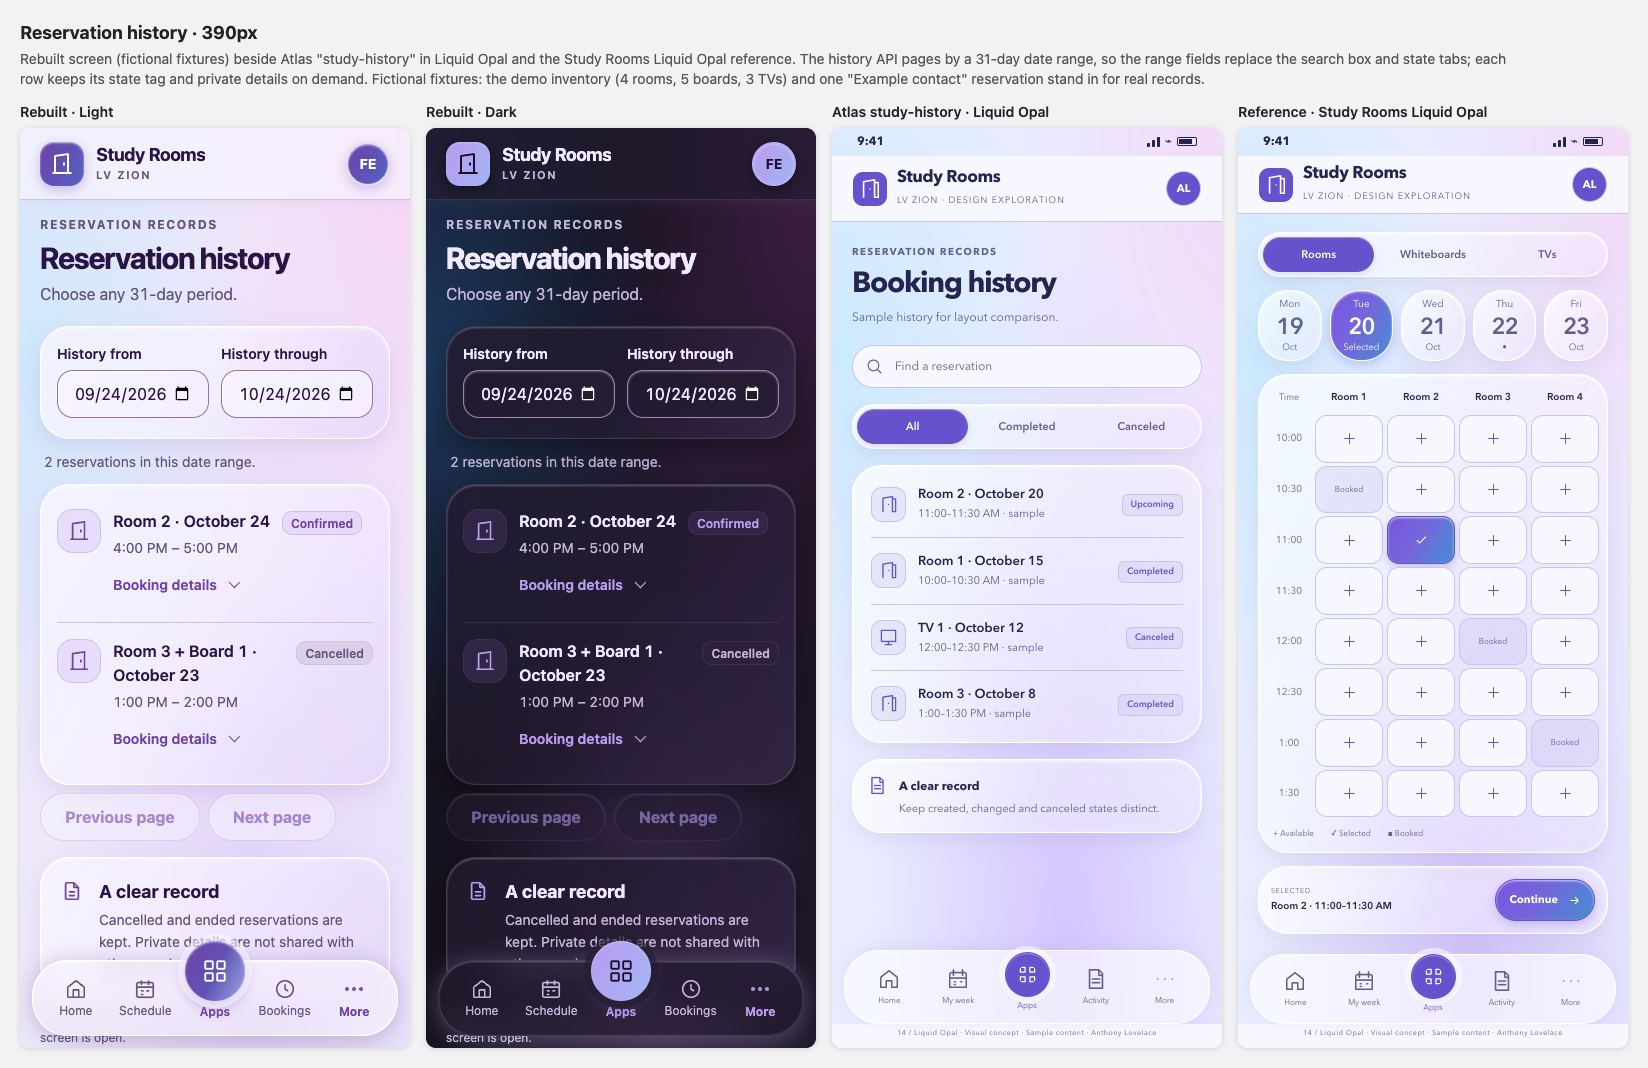 Reservation history · 390px
Rebuilt screen (fictional fixtures) beside Atlas "study-history" in Liquid Opal and the Study Rooms Liquid Opal reference. The history API pages by a 31-day date range, so the range fields replace the search box and state tabs; each
row keeps its state tag and private details on demand. Fictional fixtures: the demo inventory (4 rooms, 5 boards, 3 TVs) and one "Example contact" reservation stand in for real records.
Rebuilt · Light
Study Rooms
LV ZION
FE
RESERVATION RECORDS
Reservation history
Choose any 31-day period.
History from
History through
09/24/2026
10/24/2026
2 reservations in this date range.
Room 2 · October 24
Confirmed
4:00 PM – 5:00 PM
Booking details
Room 3 + Board 1 ·
October 23
Cancelled
1:00 PM – 2:00 PM
Booking details
Previous page
Next page
A clear record
Cancelled and ended reservations are
kept. Private details are not shared with
Home
Schedule
Apps
Bookings
More
screen is open.
Rebuilt · Dark
Study Rooms
LV ZION
FE
RESERVATION RECORDS
Reservation history
Choose any 31-day period.
History from
History through
09/24/2026
10/24/2026
2 reservations in this date range.
Room 2 · October 24
Confirmed
4:00 PM – 5:00 PM
Booking details
Room 3 + Board 1 ·
October 23
Cancelled
1:00 PM – 2:00 PM
Booking details
Previous page
Next page
A clear record
Cancelled and ended reservations are
kept. Private details are not shared with
Home
Schedule
Apps
Bookings
More
screen is open.
Atlas study-history · Liquid Opal
9:41
Study Rooms
LV ZION · DESIGN EXPLORATION
AL
RESERVATION RECORDS
Booking history
Sample history for layout comparison.
Find a reservation
All
Completed
Canceled
Room 2 · October 20
11:00–11:30 AM · sample
Upcoming
Room 1 · October 15
10:00–10:30 AM · sample
Completed
TV 1 · October 12
12:00–12:30 PM · sample
Canceled
Room 3 · October 8
1:00–1:30 PM · sample
Completed
A clear record
Keep created, changed and canceled states distinct.
Home
My week
Apps
Activity
More
14 / Liquid Opal · Visual concept · Sample content · Anthony Lovelace
Reference · Study Rooms Liquid Opal
9:41
Study Rooms
LV ZION · DESIGN EXPLORATION
AL
Rooms
Whiteboards
TVs
Mon
19
Oct
Tue
20
Selected
Wed
21
Oct
Thu
22
•
Fri
23
Oct
Time
Room 1
Room 2
Room 3
Room 4
10:00
+ + + +
10:30
Booked + + +
11:00
+ ✓ + +
11:30
+ + + +
12:00
+ + Booked +
12:30
+ + + +
1:00
+ + + Booked
1:30
+ + + +
+ Available
✓ Selected
■ Booked
SELECTED
Room 2 · 11:00–11:30 AM
Continue →
Home
My week
Apps
Activity
More
14 / Liquid Opal · Visual concept · Sample content · Anthony Lovelace